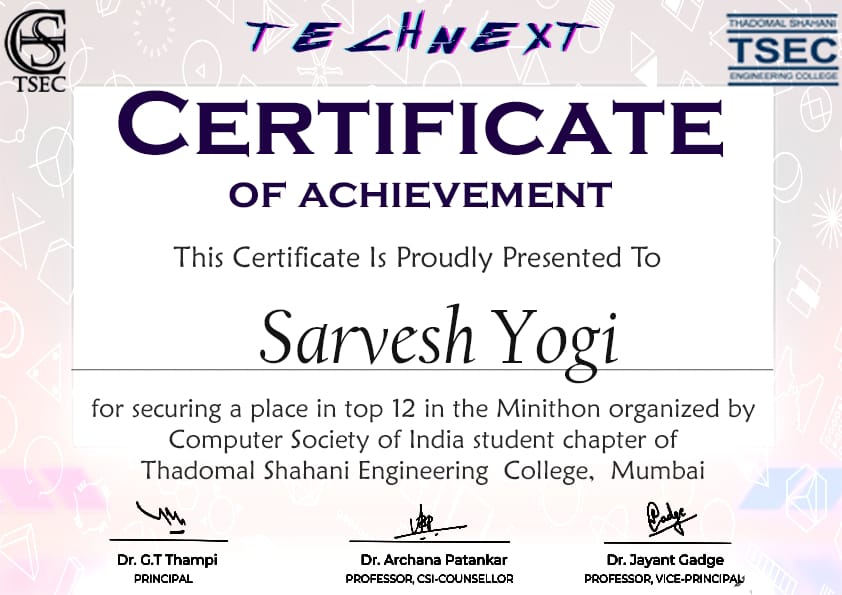 TECHNEXT
TSEC
THADOMAL SHAHANI
TSEC
ENGINEERING COLLEGE
CERTIFICATE
OF ACHIEVEMENT
This Certificate Is Proudly Presented To
Sarvesh Yogi
for securing a place in top 12 in the Minithon organized by
Computer Society of India student chapter of
Thadomal Shahani Engineering College, Mumbai
Dr. G.T Thampi
PRINCIPAL
Dr. Archana Patankar
PROFESSOR, CSI-COUNSELLOR
Gadge
Dr. Jayant Gadge
PROFESSOR, VICE-PRINCIPAL